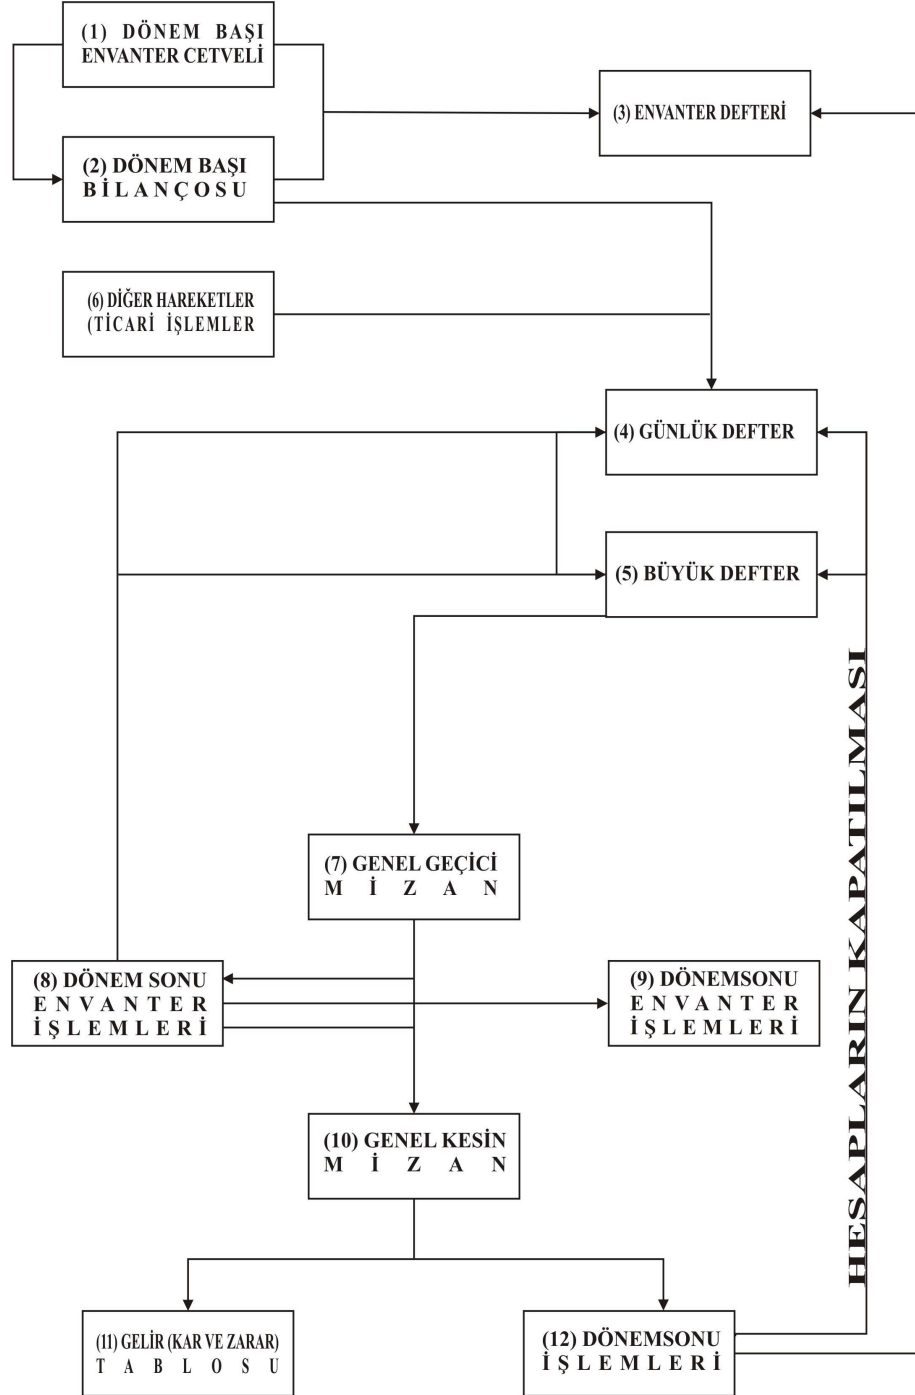 (1) DÖNEM BAŞI
ENVANTER CETVELİ
(3) ENVANTER DEFTERİ
(2) DÖNEM BAŞI
BİLANÇOSU
(6) DİĞER HAREKETLER
(TİCARİ İŞLEMLER
(4) GÜNLÜK DEFTER
(5) BÜYÜK DEFTER
HESAPLARIN KAPATILMASI
(7) GENEL GEÇİCİ
MİZAN
(8) DÖNEM SONU
ENVANTER
İŞLEMLERİ
(9) DÖNEMSONU
ENVANTER
İŞLEMLERİ
(10) GENEL KESİN
MİZAN
(11) GELİR (KAR VE ZARAR)
TABLOSU
(12) DÖNEMSONU
İŞLEMLERİ